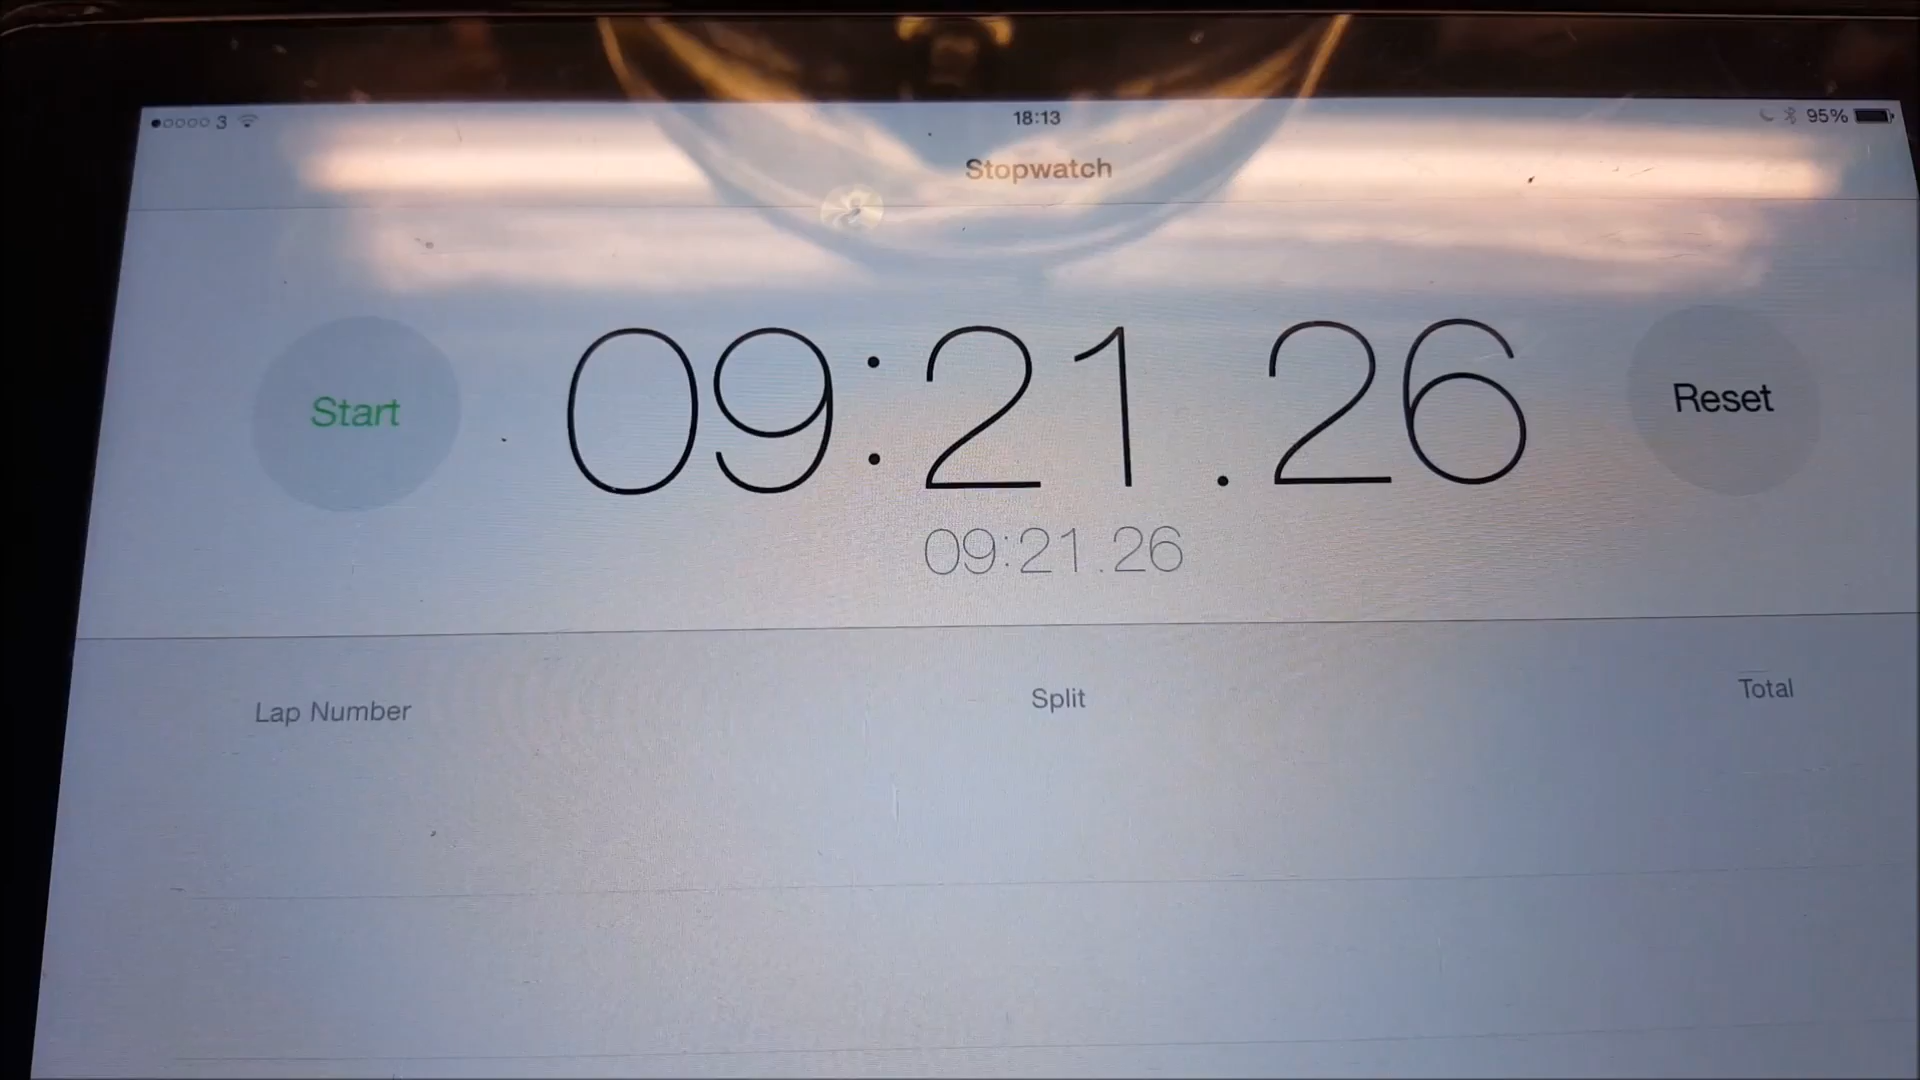 3 18:13 95%
Stopwatch
Start 09:21.26 Reset
09:21.26
Lap Number Split Total